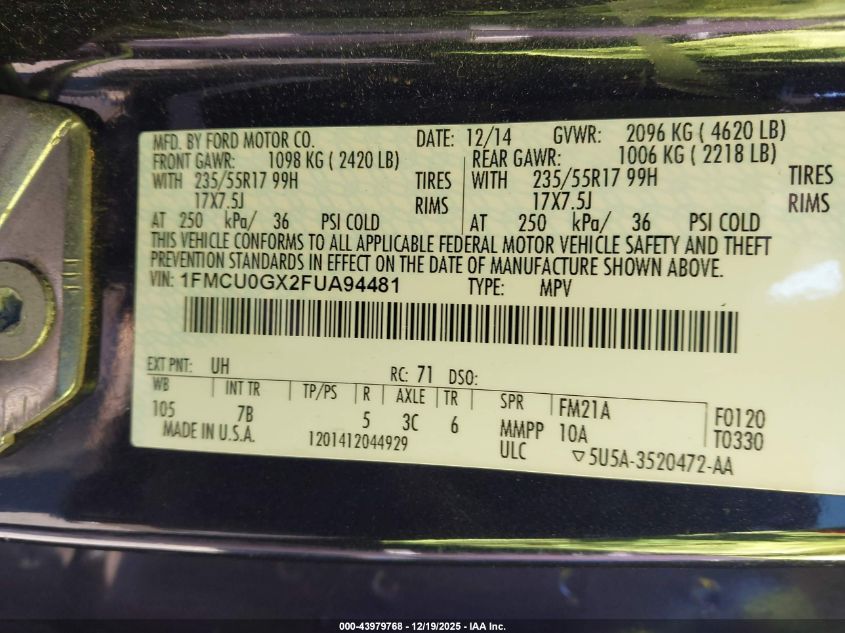 MFD. BY FORD MOTOR CO. DATE: 12/14 GVWR: 2096 KG ( 4620 LB)
FRONT GAWR: 1098 KG ( 2420 LB) REAR GAWR: 1006 KG ( 2218 LB)
WITH 235/55R17 99H TIRES WITH 235/55R17 99H TIRES
17X7.5J RIMS 17X7.5J RIMS
AT 250 kPa/ 36 PSI COLD AT 250 kPa/ 36 PSI COLD
THIS VEHICLE CONFORMS TO ALL APPLICABLE FEDERAL MOTOR VEHICLE SAFETY AND THEFT
PREVENTION STANDARDS IN EFFECT ON THE DATE OF MANUFACTURE SHOWN ABOVE.
VIN: 1FMCU0GX2FUA94481 TYPE: MPV
EXT PNT: UH RC: 71 DSO:
WB INT TR TP/PS R AXLE TR SPR FM21A F0120
105 7B 5 3C 6 MMPP 10A T0330
MADE IN U.S.A. 1201412044929 ULC ▽5U5A-3520472-AA
000-43979768 - 12/19/2025 - IAA Inc.